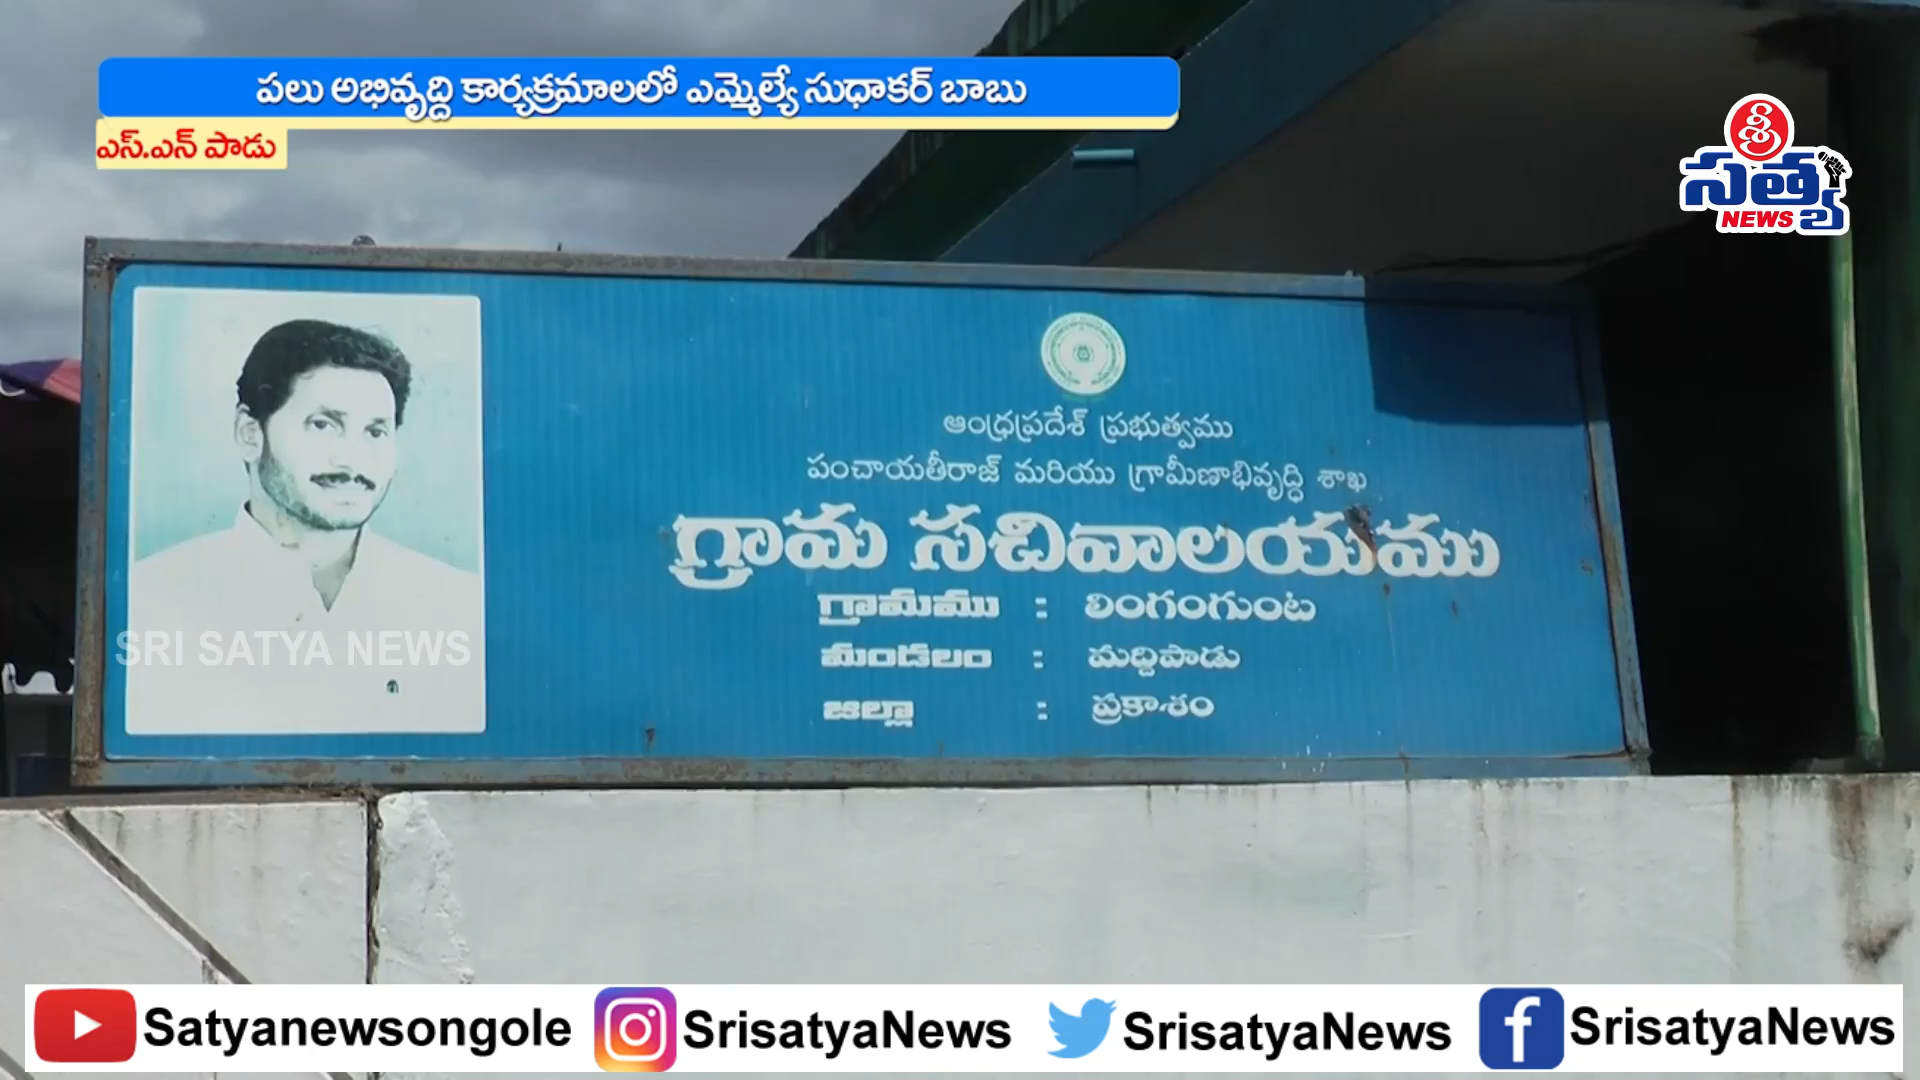 పలు అభివృద్ధి కార్యక్రమాలలో ఎమ్మెల్యే సుధాకర్ బాబు
ఎస్.ఎన్ పాడు
శ్రీ
సత్య
NEWS
ఆంధ్రప్రదేశ్ ప్రభుత్వము
పంచాయతీరాజ్ మరియు గ్రామీణాభివృద్ధి శాఖ
గ్రామ సచివాలయము
గ్రామము : లింగంగుంట
మండలం : మద్దిపాడు
జిల్లా : ప్రకాశం
SRI SATYA NEWS
Satyanewsongole SrisatyaNews SrisatyaNews SrisatyaNews